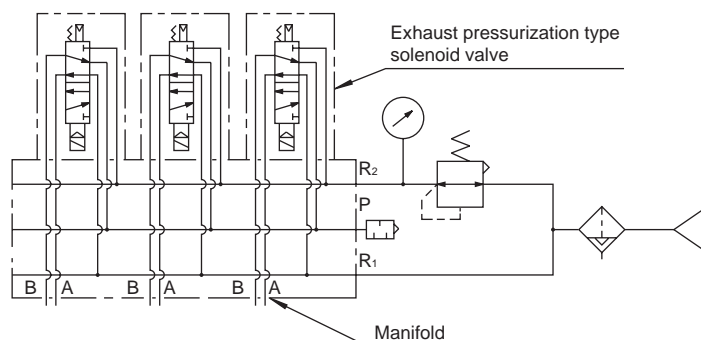 Exhaust pressurization type
solenoid valve
R2
P
R1
B A B A B A
Manifold